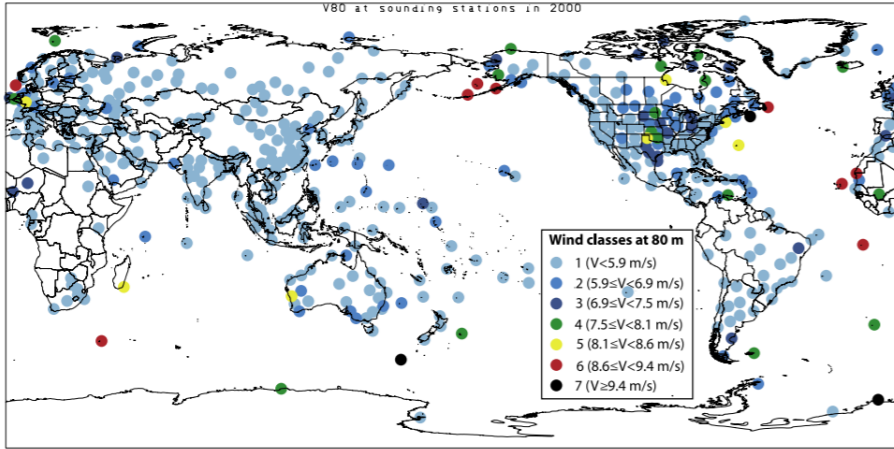 V80 at sounding stations in 2000
Wind classes at 80 m
1 (V<5.9 m/s)
2 (5.9≤V<6.9 m/s)
3 (6.9≤V<7.5 m/s)
4 (7.5≤V<8.1 m/s)
5 (8.1≤V<8.6 m/s)
6 (8.6≤V<9.4 m/s)
7 (V≥9.4 m/s)